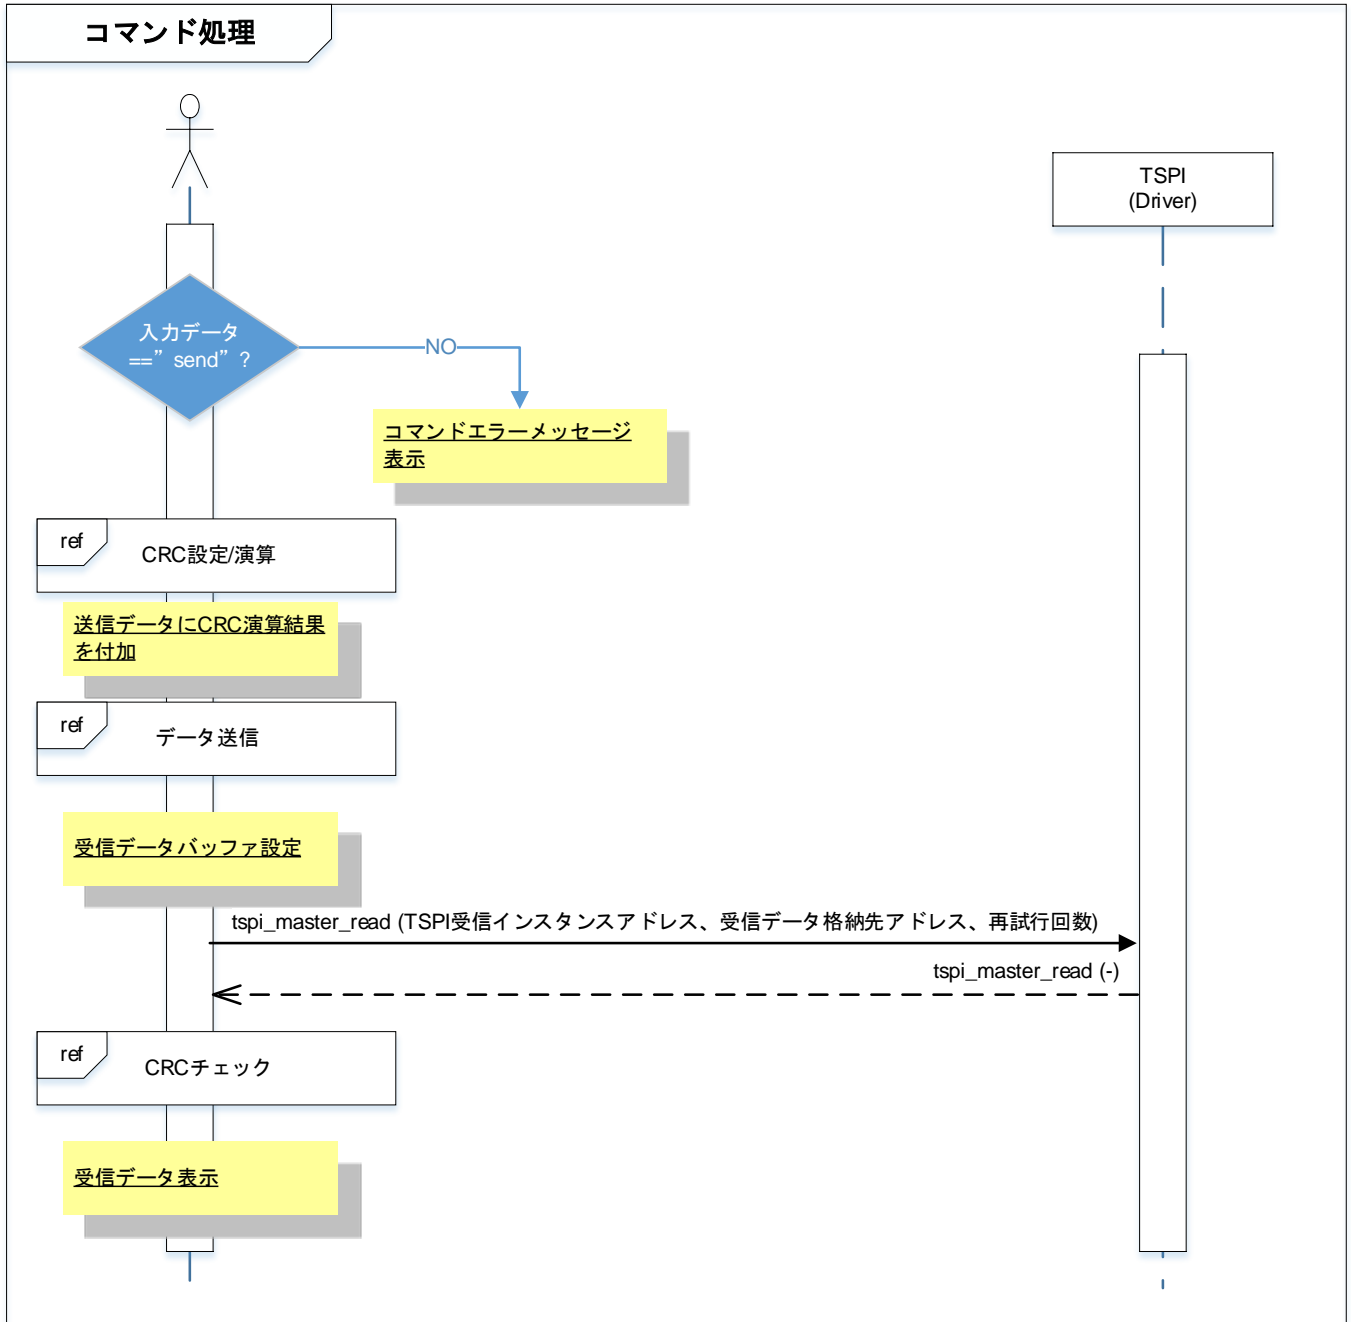 コマンド処理
TSPI
(Driver)
入力データ
==”send”?
NO
コマンドエラーメッセージ
表示
ref
CRC設定/演算
送信データにCRC演算結果
を付加
ref
データ送信
受信データバッファ設定
tspi_master_read (TSPI受信インスタンスアドレス、受信データ格納先アドレス、再試行回数)
tspi_master_read (-)
ref
CRCチェック
受信データ表示